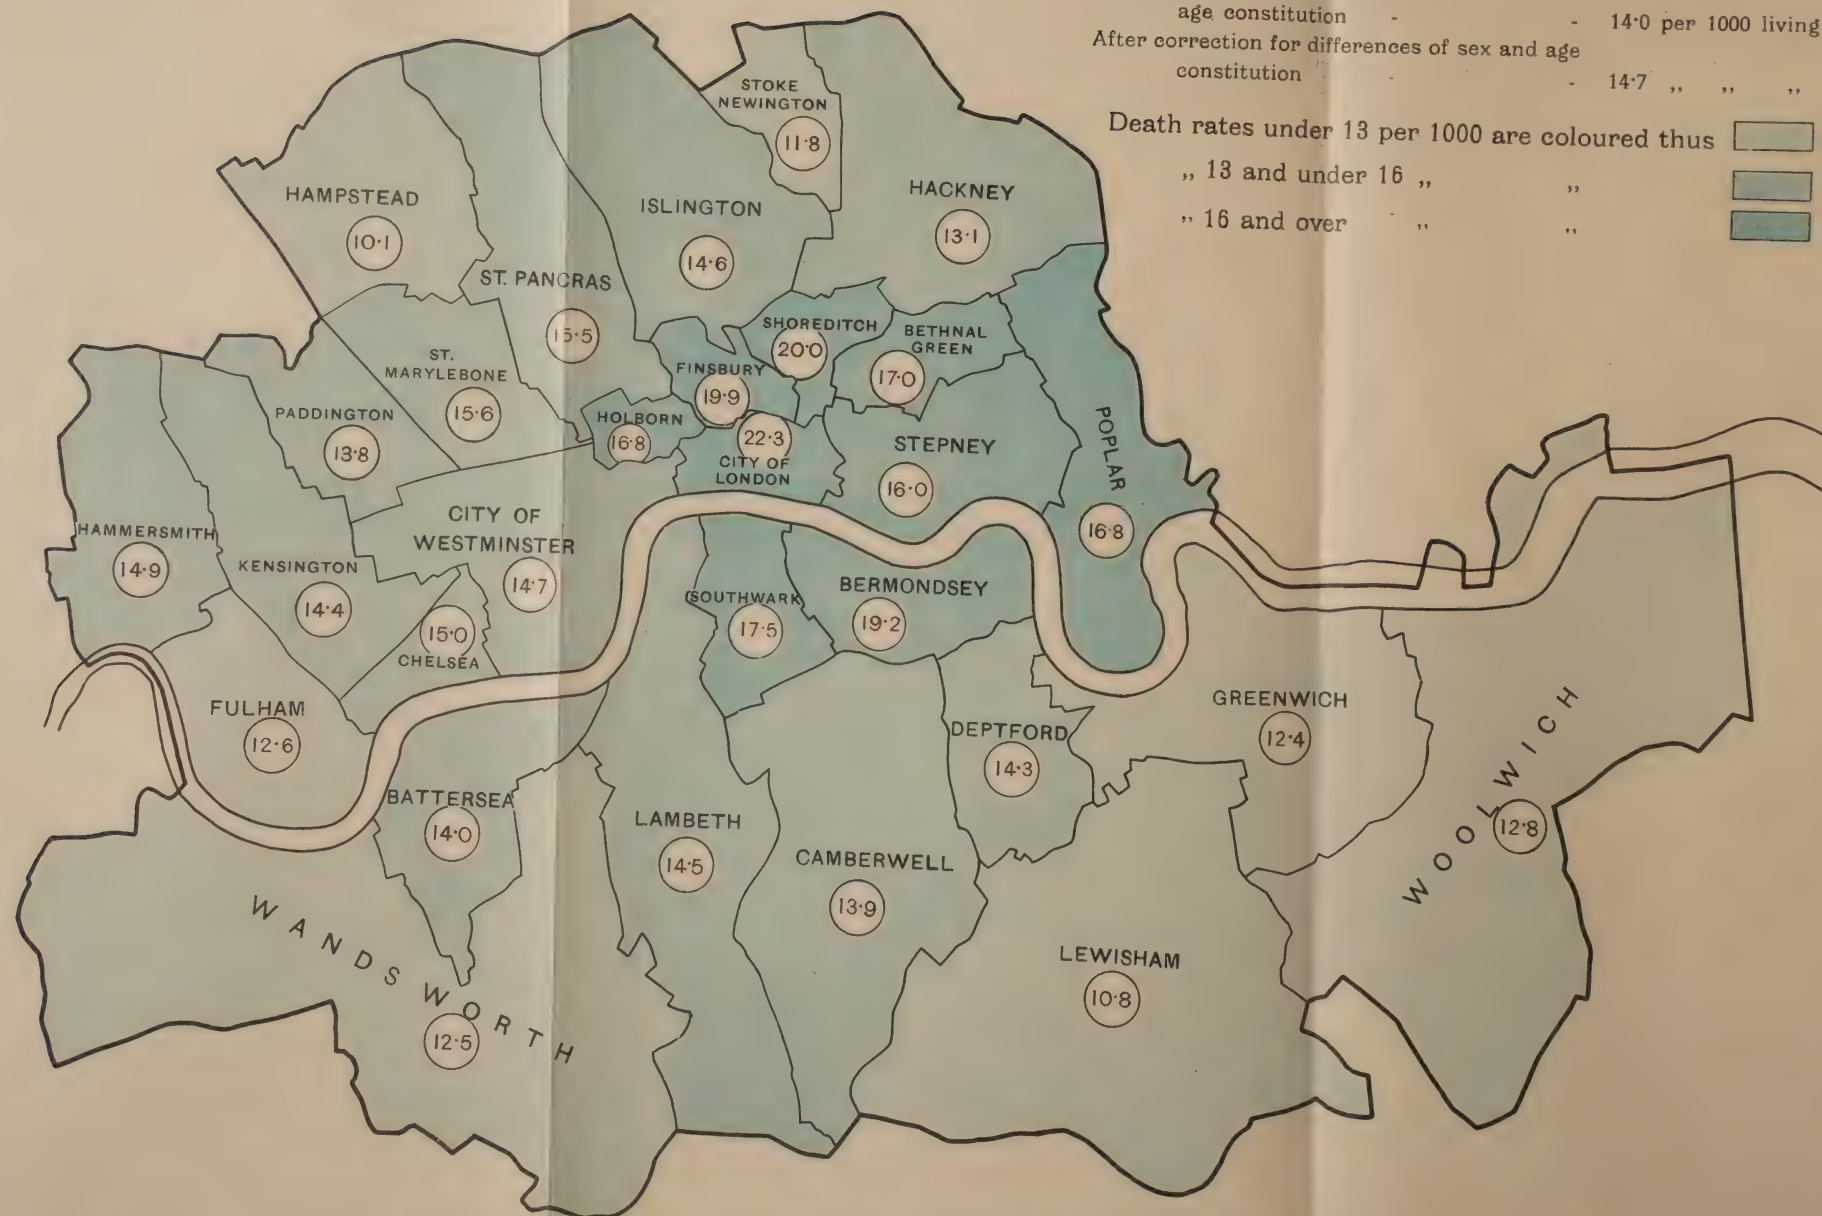 age constitution - - 14·0 per 1000 living
After correction for differences of sex and age
constitution - - 14·7 ,, ,, ,,
Death rates under 13 per 1000 are coloured thus
,, 13 and under 16 ,, ,,
,, 16 and over ,, ,,
STOKE
NEWINGTON
11·8
HAMPSTEAD
10·1
ISLINGTON
14·6
HACKNEY
13·1
ST. PANCRAS
15·5
SHOREDITCH
20·0
BETHNAL
GREEN
17·0
ST.
MARYLEBONE
15·6
FINSBURY
19·9
PADDINGTON
13·8
HOLBORN
16·8
22·3
CITY OF
LONDON
STEPNEY
16·0
POPLAR
16·8
HAMMERSMITH
14·9
KENSINGTON
14·4
CITY OF
WESTMINSTER
14·7
15·0
CHELSEA
SOUTHWARK
17·5
BERMONDSEY
19·2
FULHAM
12·6
GREENWICH
12·4
DEPTFORD
14·3
WOOLWICH
12·8
BATTERSEA
14·0
LAMBETH
14·5
CAMBERWELL
13·9
WANDSWORTH
12·5
LEWISHAM
10·8